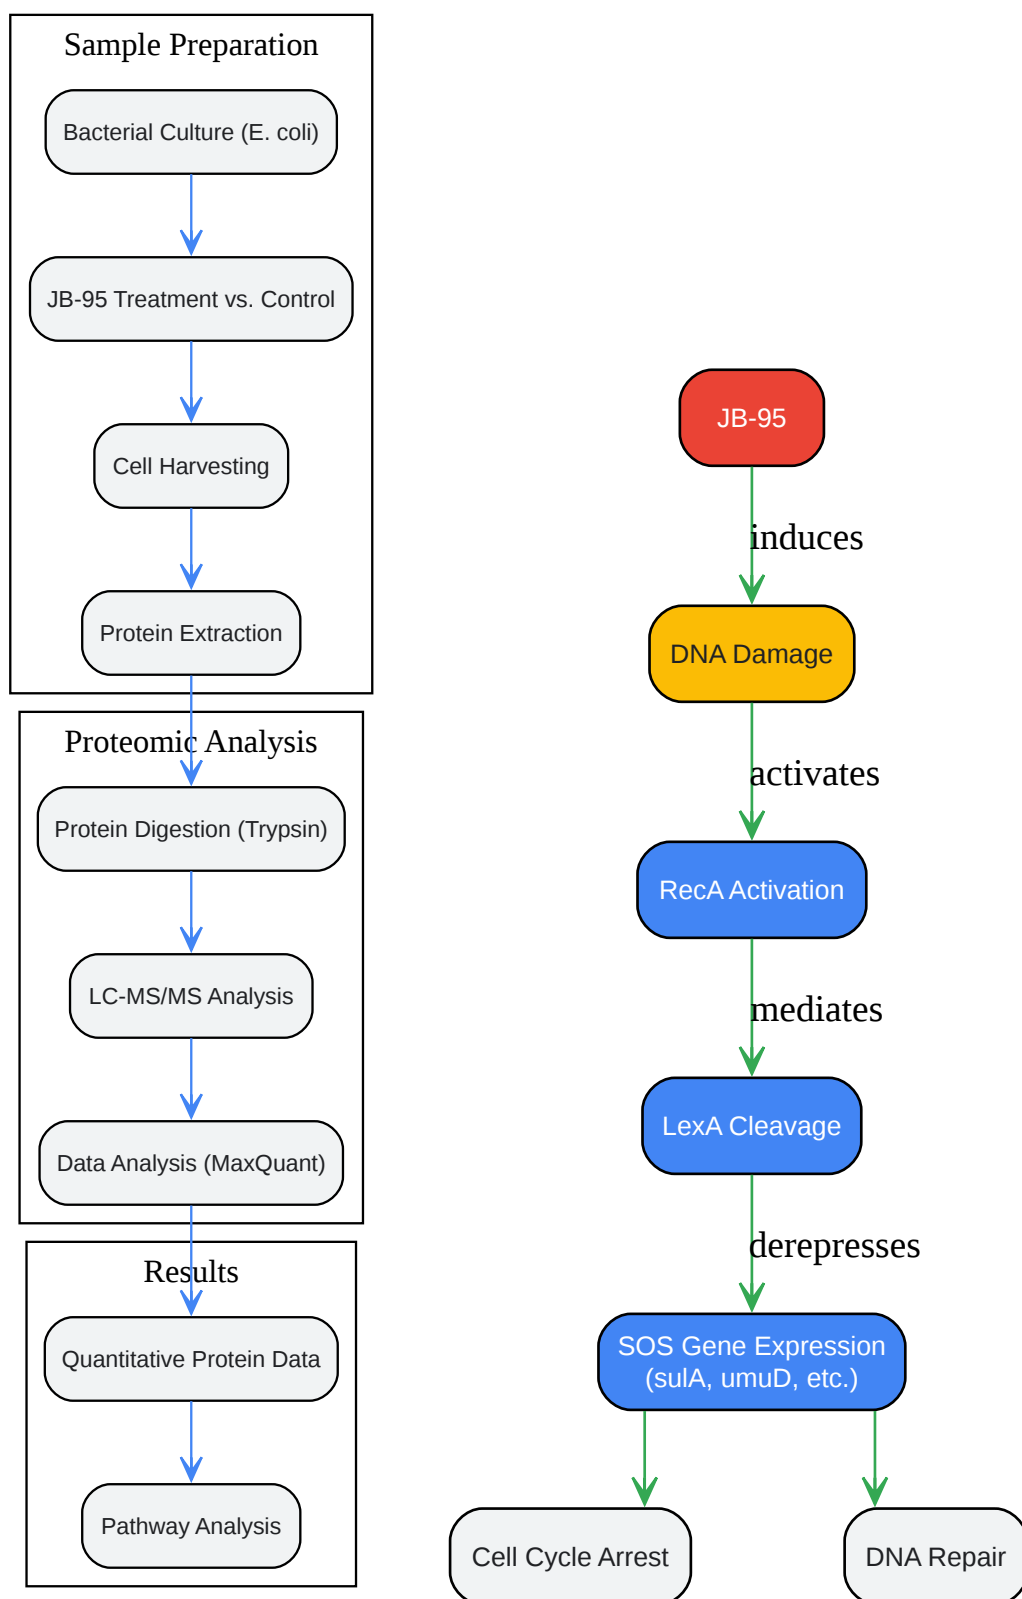 Sample Preparation
Bacterial Culture (E. coli)
JB-95 Treatment vs. Control
Cell Harvesting
Protein Extraction
Proteomic Analysis
Protein Digestion (Trypsin)
LC-MS/MS Analysis
Data Analysis (MaxQuant)
Results
Quantitative Protein Data
Pathway Analysis
JB-95
induces
DNA Damage
activates
RecA Activation
mediates
LexA Cleavage
derepresses
SOS Gene Expression
(sulA, umuD, etc.)
Cell Cycle Arrest
DNA Repair